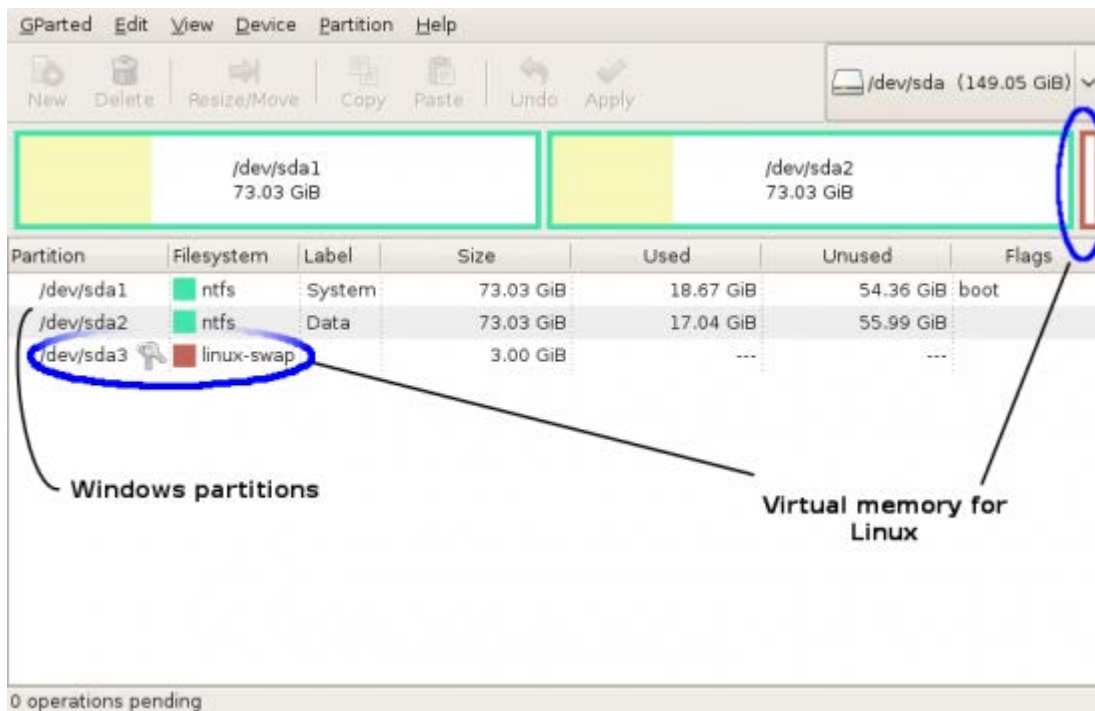 GParted Edit View Device Partition Help
New Delete Resize/Move Copy Paste Undo Apply /dev/sda (149.05 GiB)
/dev/sda1 /dev/sda2
73.03 GiB 73.03 GiB
Partition Filesystem Label Size Used Unused Flags
/dev/sda1 ntfs System 73.03 GiB 18.67 GiB 54.36 GiB boot
/dev/sda2 ntfs Data 73.03 GiB 17.04 GiB 55.99 GiB
/dev/sda3 linux-swap 3.00 GiB --- ---
Windows partitions
Virtual memory for
Linux
0 operations pending